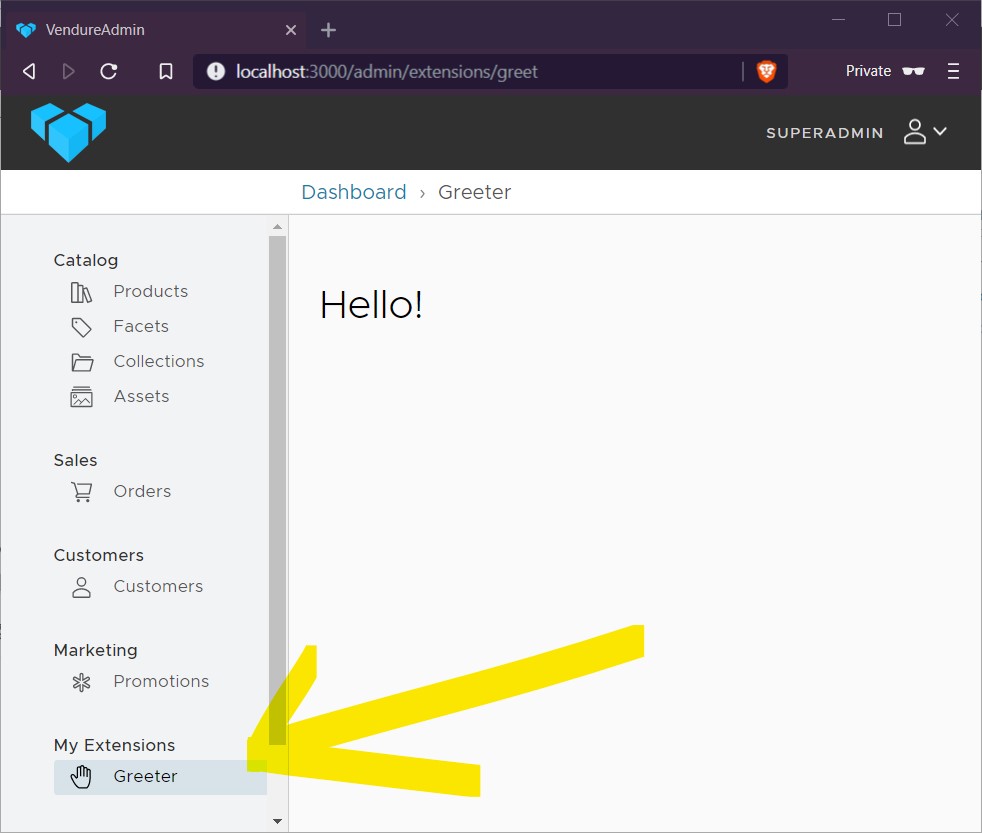 VendureAdmin
localhost:3000/admin/extensions/greet
Private
SUPERADMIN
Dashboard › Greeter
Catalog
Products
Facets
Collections
Assets
Sales
Orders
Customers
Customers
Marketing
Promotions
My Extensions
Greeter
Hello!